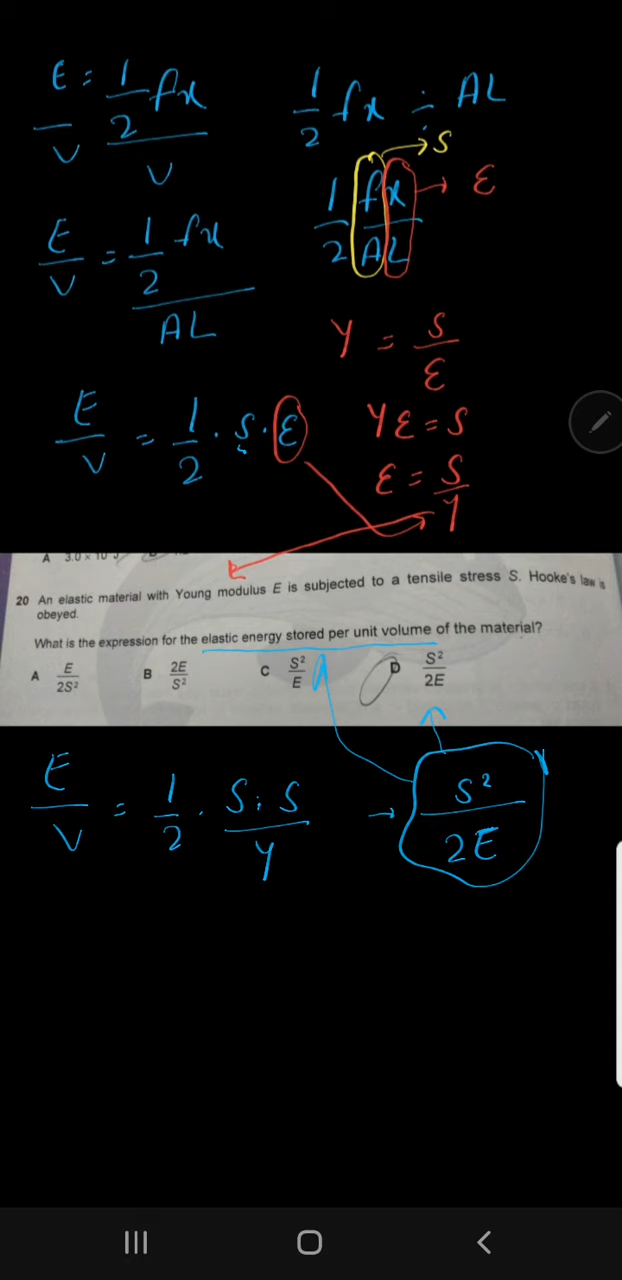 E = 1/2 fx
V V
1/2 fx ÷ AL
→ S
1/2 fx/AL → ε
E/V = 1/2 fx / AL
Y = S/ε
E/V = 1/2 . S . ε
Yε = S
ε = S/Y
20 An elastic material with Young modulus E is subjected to a tensile stress S. Hooke's law is
obeyed.
What is the expression for the elastic energy stored per unit volume of the material?
A E/2S² B 2E/S² C S²/E D S²/2E
E/V = 1/2 . S . S/Y → S²/2E